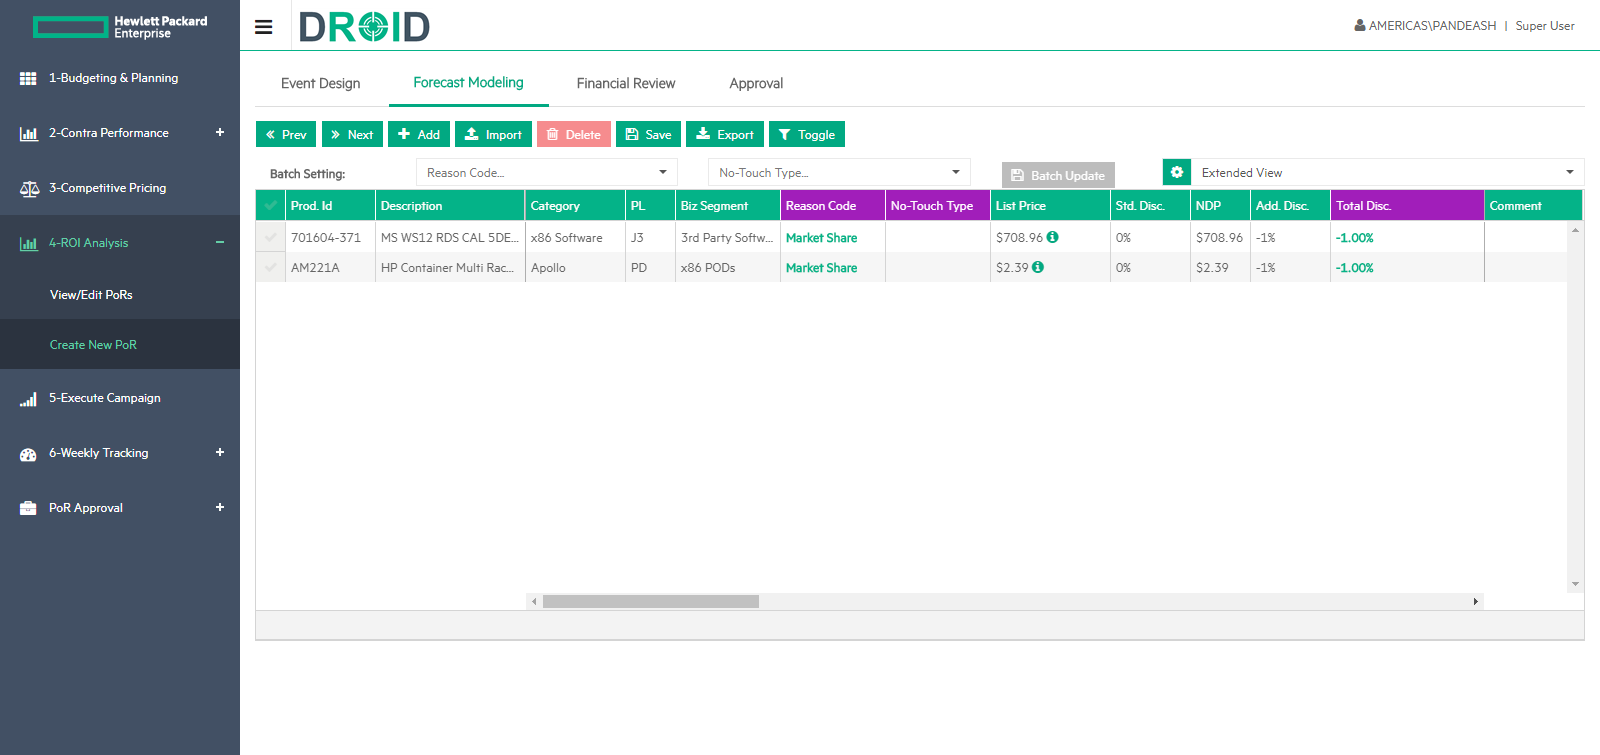 Hewlett Packard
Enterprise
DROID
AMERICAS\PANDEASH | Super User
1-Budgeting & Planning
2-Contra Performance +
3-Competitive Pricing
4-ROI Analysis −
View/Edit PoRs
Create New PoR
5-Execute Campaign
6-Weekly Tracking +
PoR Approval +
Event Design Forecast Modeling Financial Review Approval
Prev Next Add Import Delete Save Export Toggle
Batch Setting: Reason Code... No-Touch Type... Batch Update Extended View
Prod. Id Description Category PL Biz Segment Reason Code No-Touch Type List Price Std. Disc. NDP Add. Disc. Total Disc. Comment
701604-371 MS WS12 RDS CAL 5DE... x86 Software J3 3rd Party Softw... Market Share $708.96 0% $708.96 -1% -1.00%
AM221A HP Container Multi Rac... Apollo PD x86 PODs Market Share $2.39 0% $2.39 -1% -1.00%